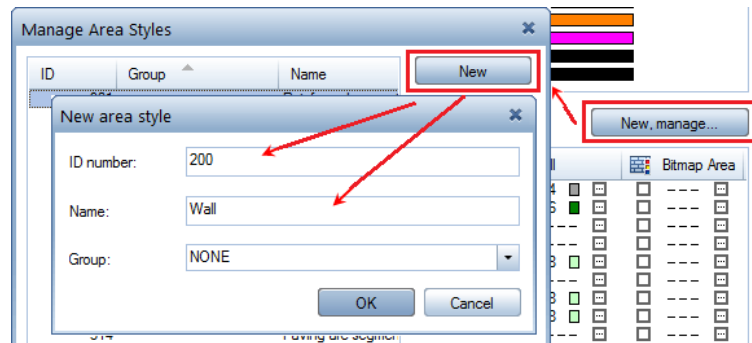 Manage Area Styles
ID Group Name New
New, manage...
New area style
Bitmap Area
ID number: 200
Name: Wall
Group: NONE
OK Cancel